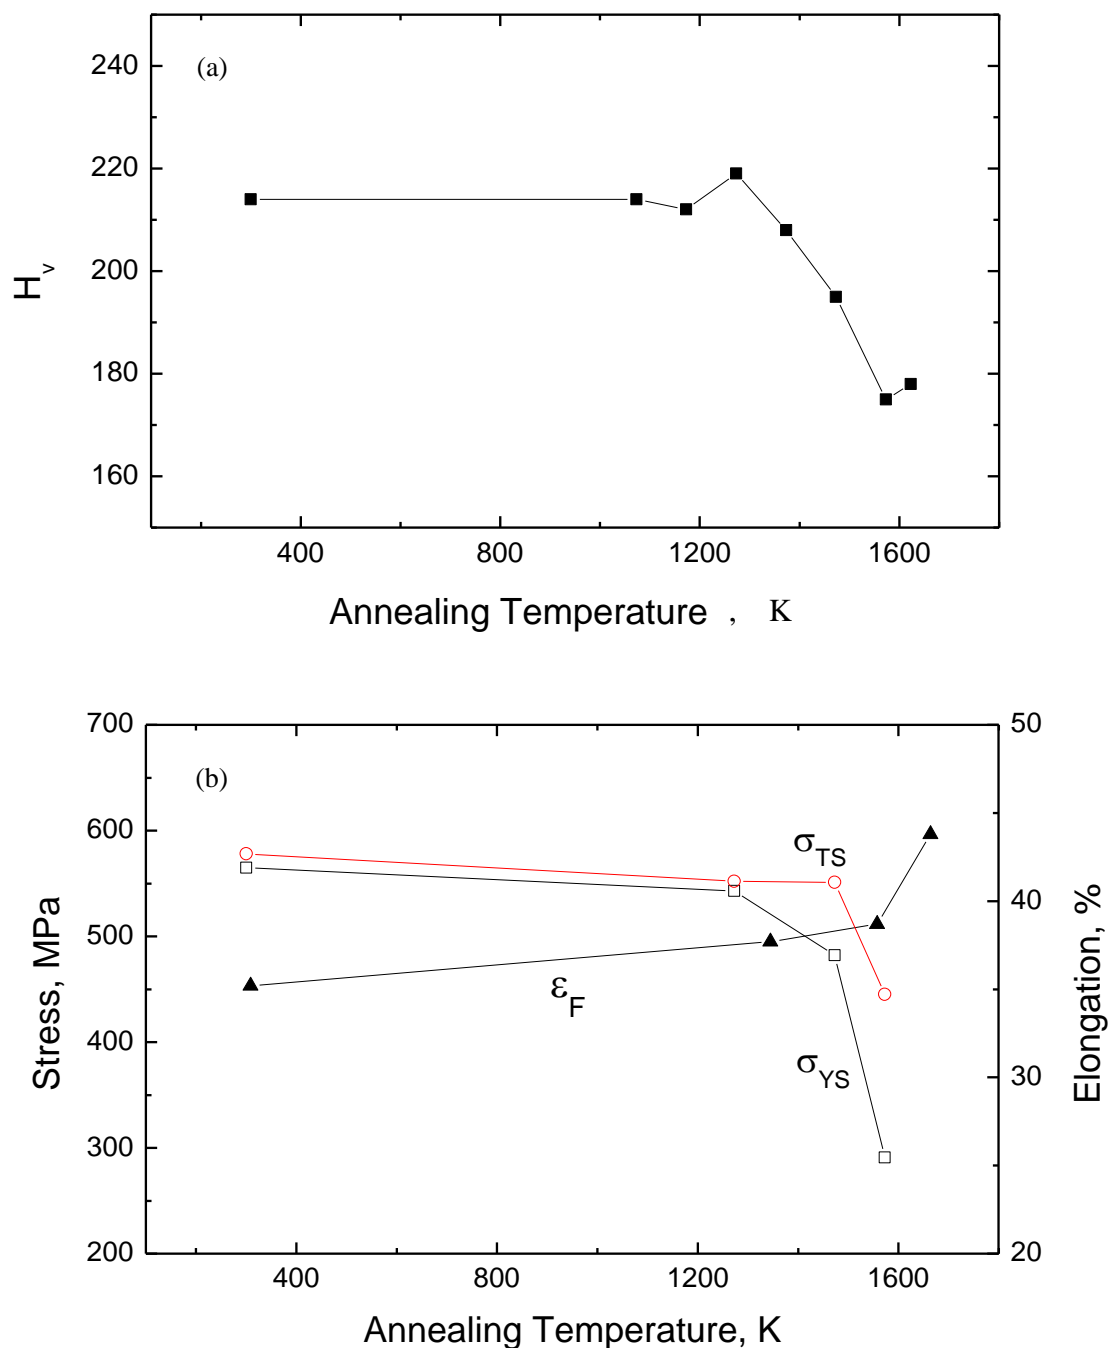 (a)
240
220
200
180
160
H_v
400 800 1200 1600
Annealing Temperature , K
(b)
700
600
500
400
300
200
Stress, MPa
50
40
30
20
Elongation, %
σ_TS
ε_F
σ_YS
400 800 1200 1600
Annealing Temperature, K